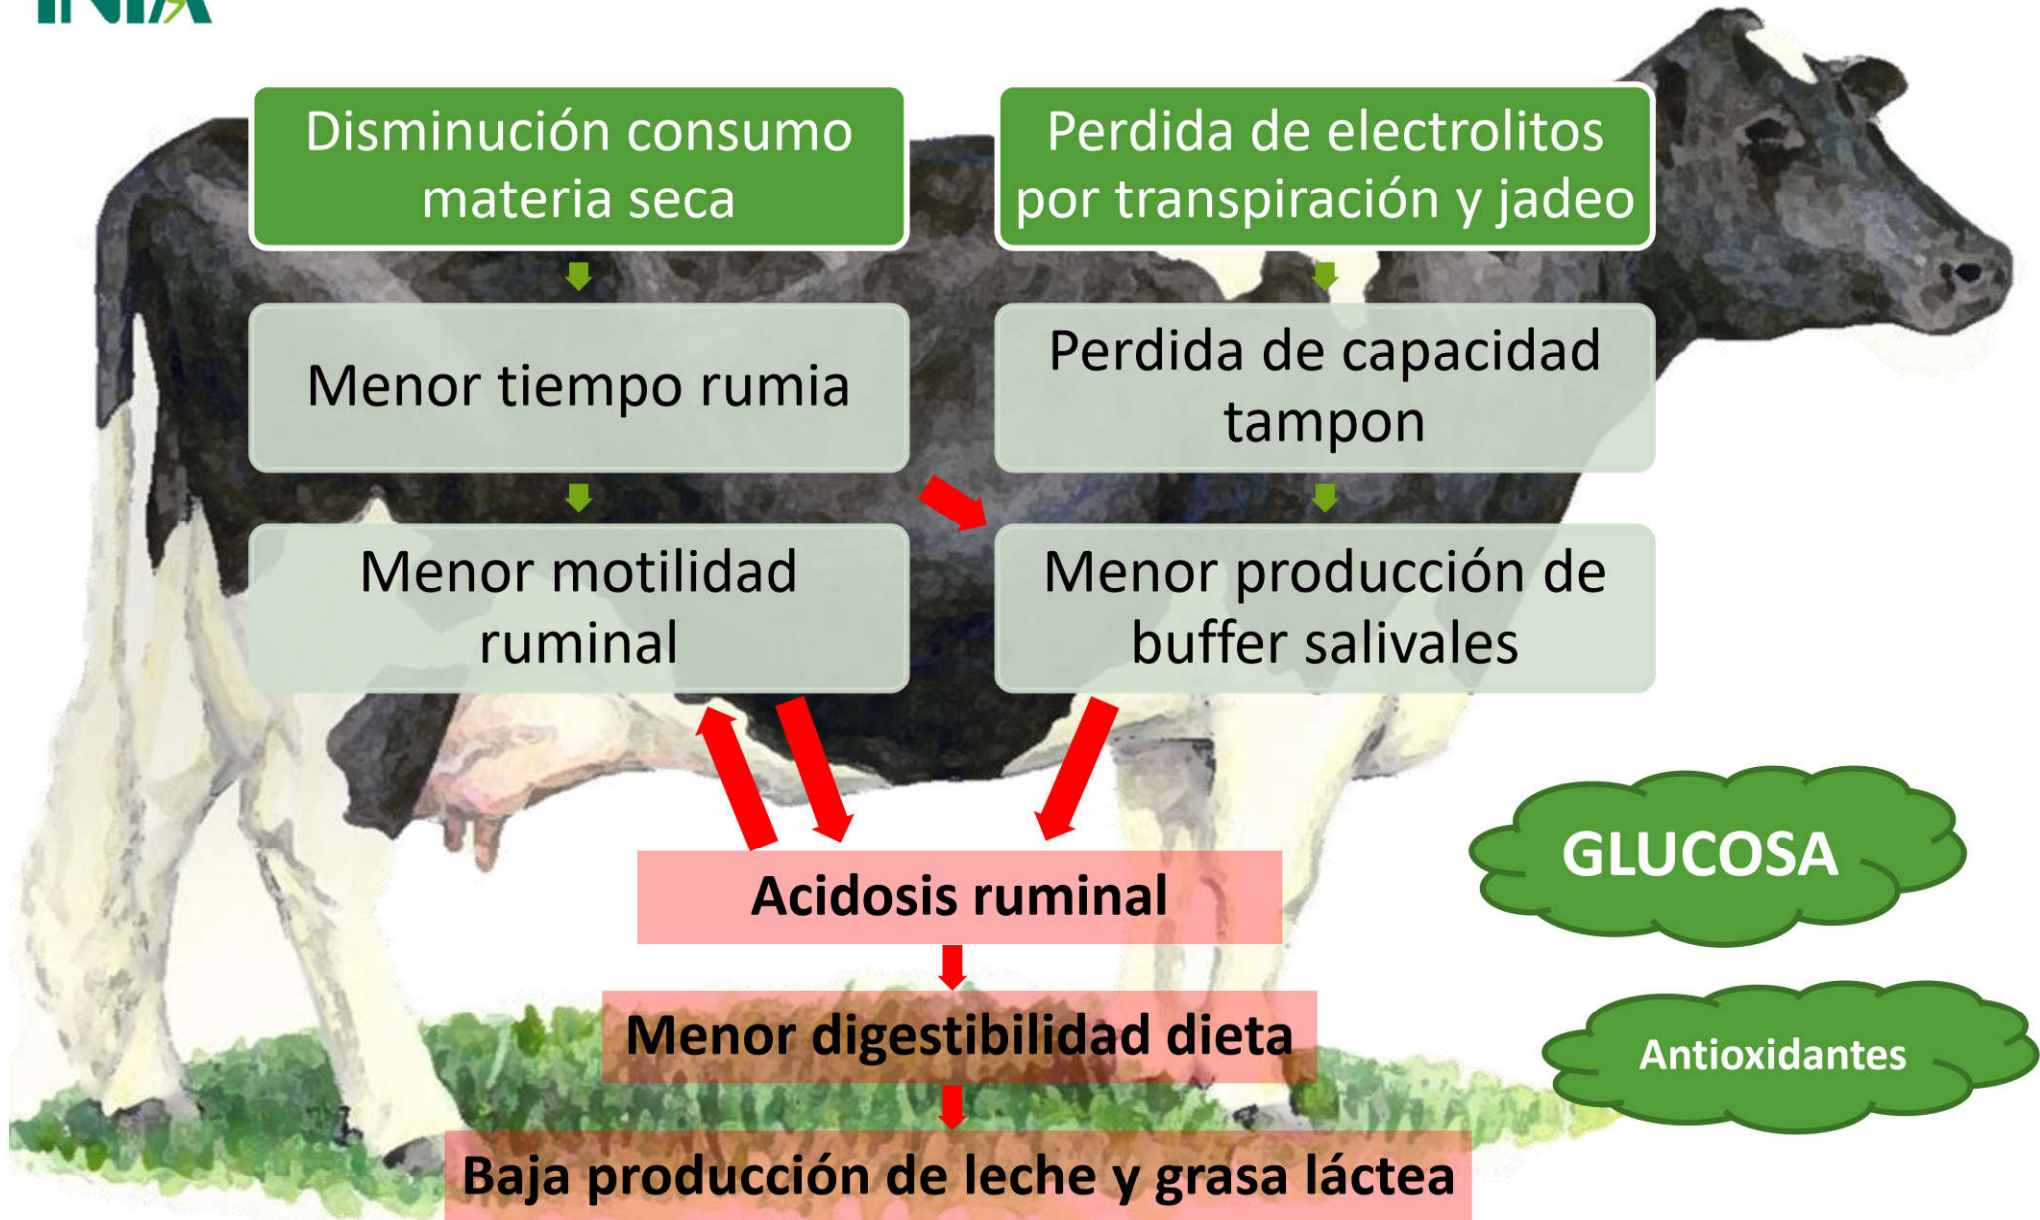 INIA
Disminución consumo
materia seca
Perdida de electrolitos
por transpiración y jadeo
Menor tiempo rumia
Perdida de capacidad
tampon
Menor motilidad
ruminal
Menor producción de
buffer salivales
GLUCOSA
Acidosis ruminal
Menor digestibilidad dieta
Antioxidantes
Baja producción de leche y grasa láctea